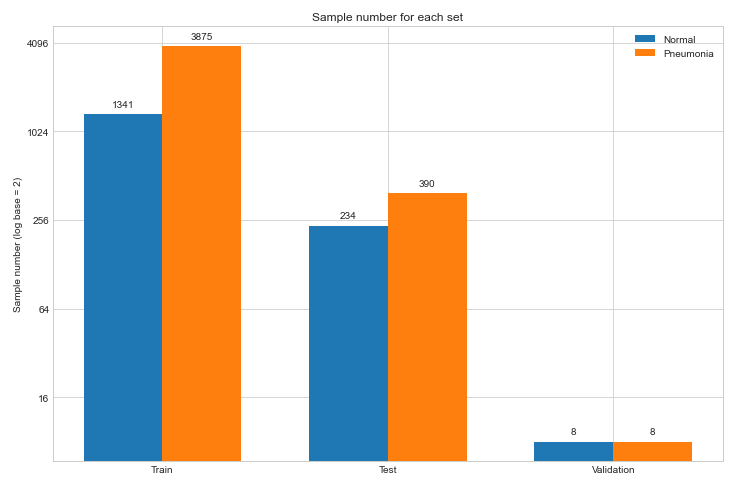 Sample number for each set
Normal
Pneumonia
Sample number (log base = 2)
4096
1024
256
64
16
1341
3875
234
390
8
8
Train
Test
Validation